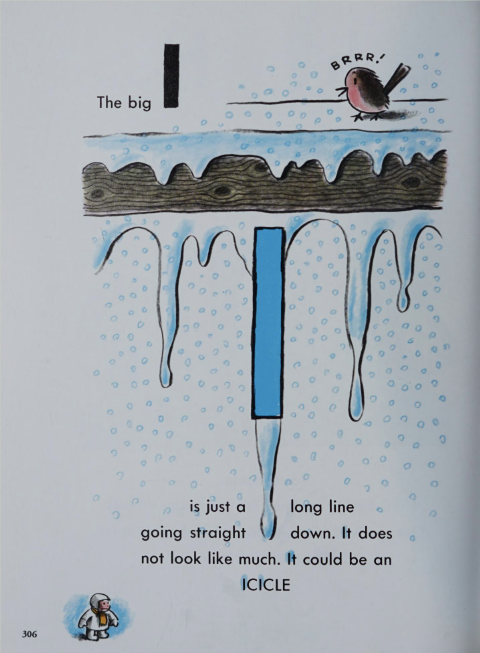 BRRR!
The big I
is just a long line
going straight down. It does
not look like much. It could be an
ICICLE
306